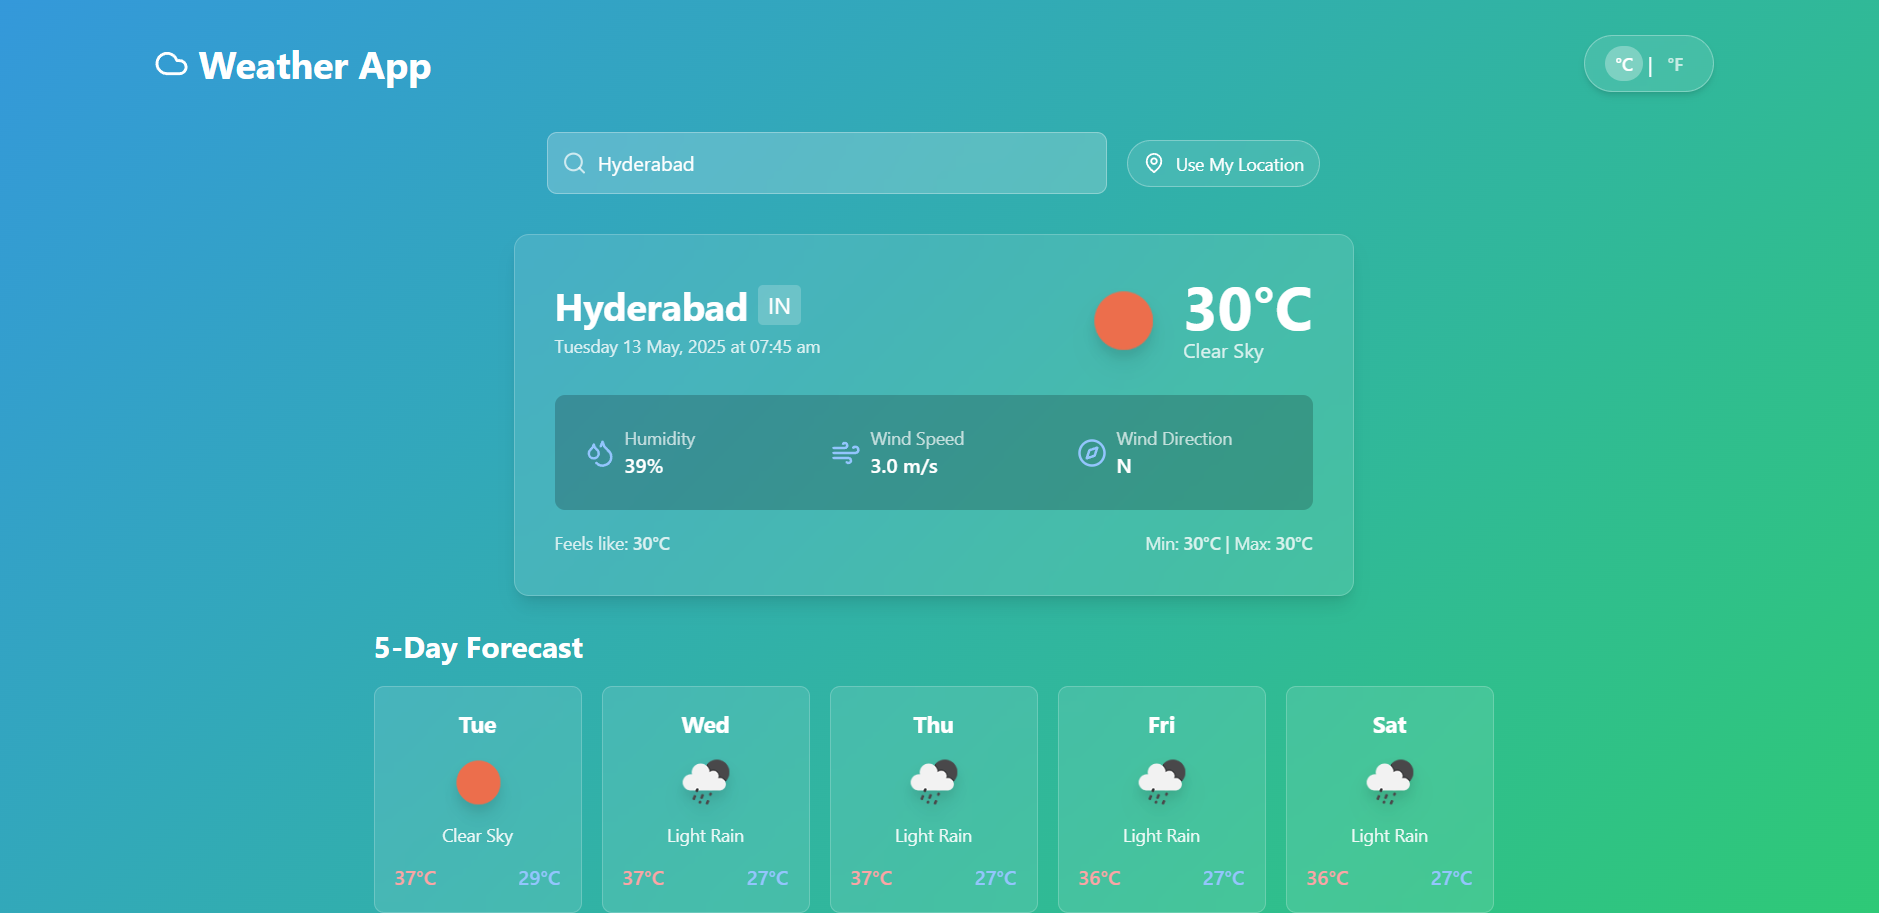 Weather App
°C | °F
Hyderabad
Use My Location
Hyderabad IN
Tuesday 13 May, 2025 at 07:45 am
30°C
Clear Sky
Humidity
39%
Wind Speed
3.0 m/s
Wind Direction
N
Feels like: 30°C
Min: 30°C | Max: 30°C
5-Day Forecast
Tue
Clear Sky
37°C 29°C
Wed
Light Rain
37°C 27°C
Thu
Light Rain
37°C 27°C
Fri
Light Rain
36°C 27°C
Sat
Light Rain
36°C 27°C